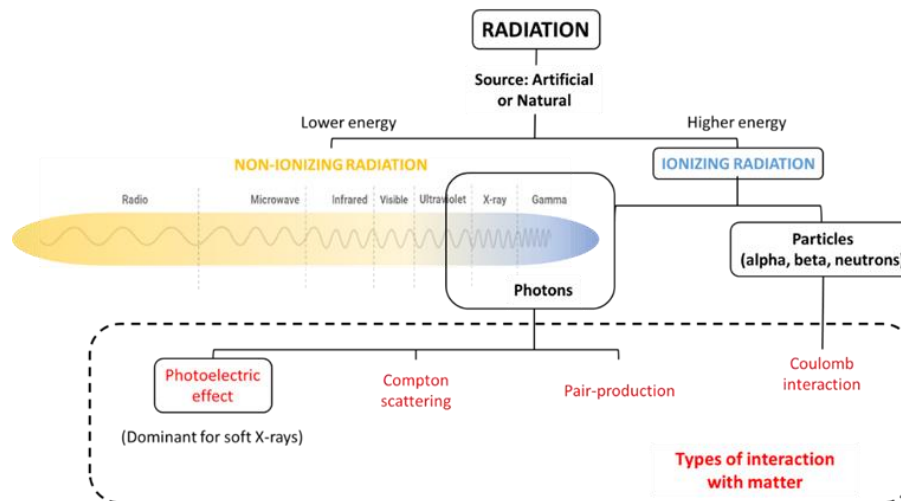 RADIATION
Source: Artificial
or Natural
Lower energy
Higher energy
NON-IONIZING RADIATION
IONIZING RADIATION
Radio
Microwave
Infrared
Visible
Ultraviolet
X-ray
Gamma
Particles
(alpha, beta, neutrons)
Photons
Photoelectric
effect
Compton
scattering
Pair-production
Coulomb
interaction
(Dominant for soft X-rays)
Types of interaction
with matter